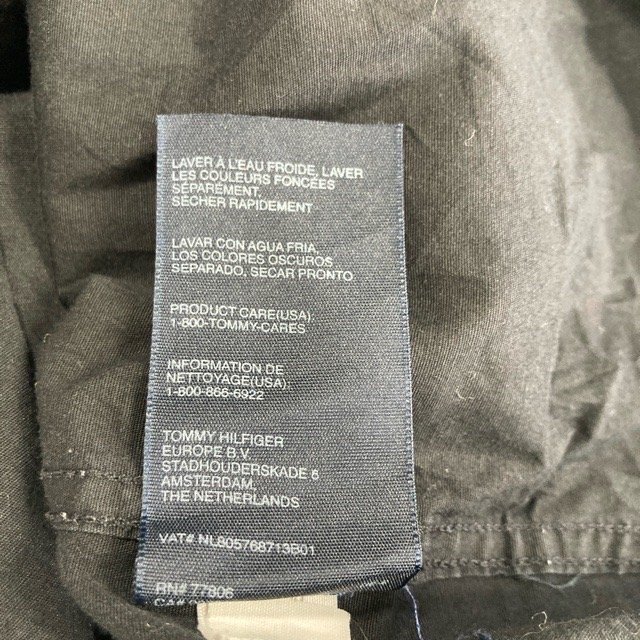 LAVER À L'EAU FROIDE, LAVER
LES COULEURS FONCÉES
SÉPARÉMENT.
SÉCHER RAPIDEMENT
LAVAR CON AGUA FRIA.
LOS COLORES OSCUROS
SEPARADO, SECAR PRONTO.
PRODUCT CARE(USA):
1-800-TOMMY-CARES
INFORMATION DE
NETTOYAGE(USA):
1-800-866-6922
TOMMY HILFIGER
EUROPE B.V.
STADHOUDERSKADE 6
AMSTERDAM,
THE NETHERLANDS
VAT# NL805768713B01
RN# 77806
CA#